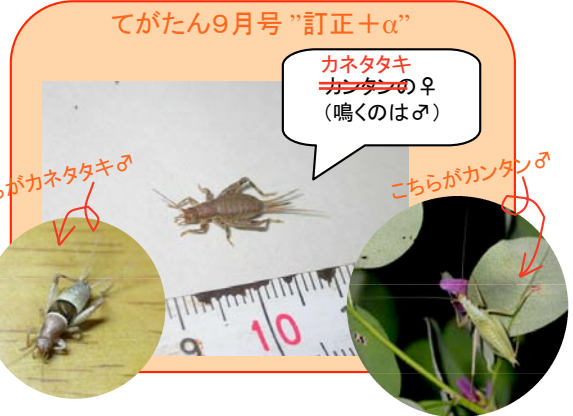 てがたん９月号 ”訂正＋α”
カネタタキ
カンタンの♀
（鳴くのは♂）
がカネタタキ♂
こちらがカンタン♂
9 10